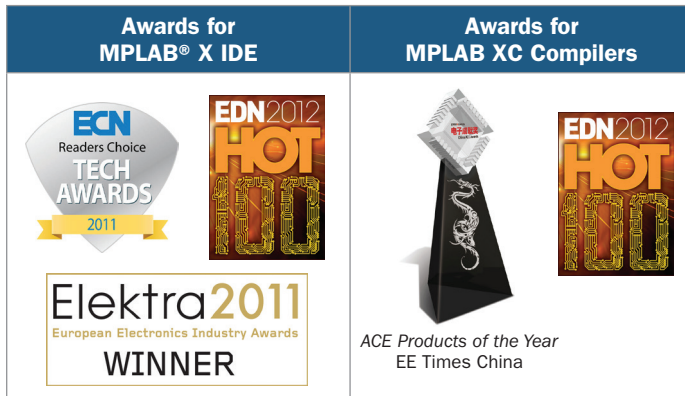 Awards for
MPLAB® X IDE
Awards for
MPLAB XC Compilers
ECN
Readers Choice
TECH
AWARDS
2011
EDN2012
HOT
100
Elektra2011
European Electronics Industry Awards
WINNER
EDN2012
HOT
100
ACE Products of the Year
EE Times China